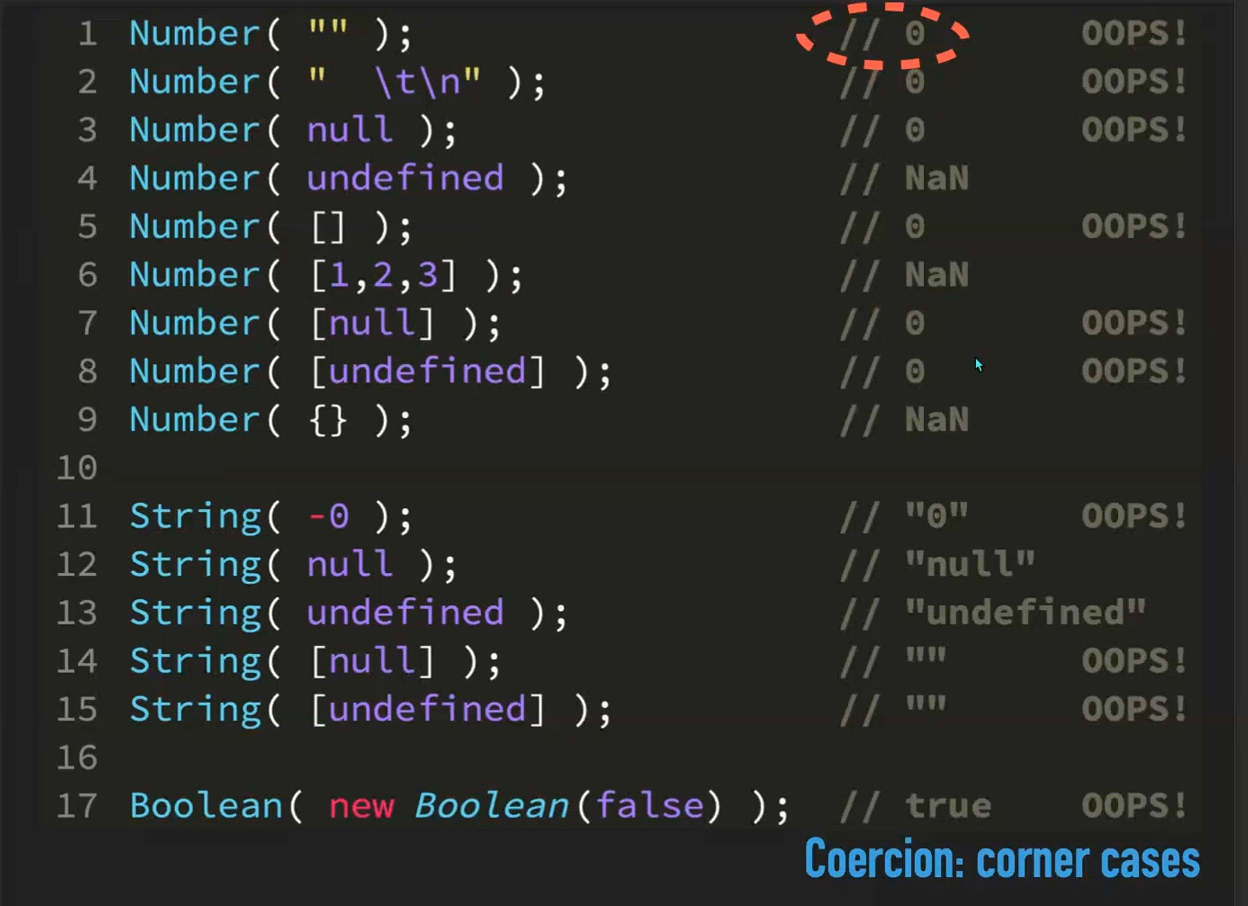 1 Number( "" ); // 0 OOPS!
2 Number( "  \t\n" ); // 0 OOPS!
3 Number( null ); // 0 OOPS!
4 Number( undefined ); // NaN
5 Number( [] ); // 0 OOPS!
6 Number( [1,2,3] ); // NaN
7 Number( [null] ); // 0 OOPS!
8 Number( [undefined] ); // 0 OOPS!
9 Number( {} ); // NaN
10
11 String( -0 ); // "0" OOPS!
12 String( null ); // "null"
13 String( undefined ); // "undefined"
14 String( [null] ); // "" OOPS!
15 String( [undefined] ); // "" OOPS!
16
17 Boolean( new Boolean(false) ); // true OOPS!
Coercion: corner cases